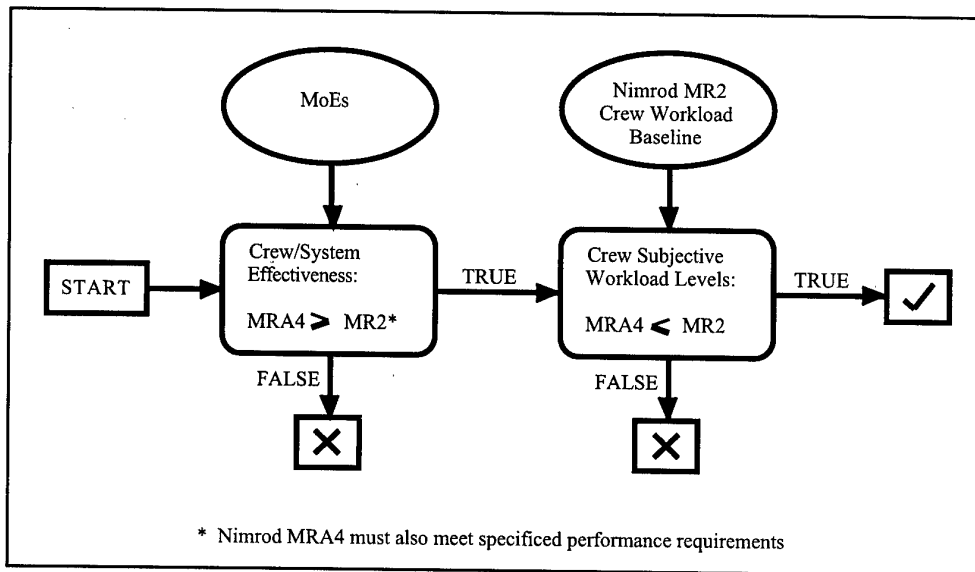 MoEs
Nimrod MR2
Crew Workload
Baseline
START
Crew/System
Effectiveness:
MRA4 ⩾ MR2*
TRUE
Crew Subjective
Workload Levels:
MRA4 ⩽ MR2
TRUE
FALSE
FALSE
* Nimrod MRA4 must also meet specificed performance requirements